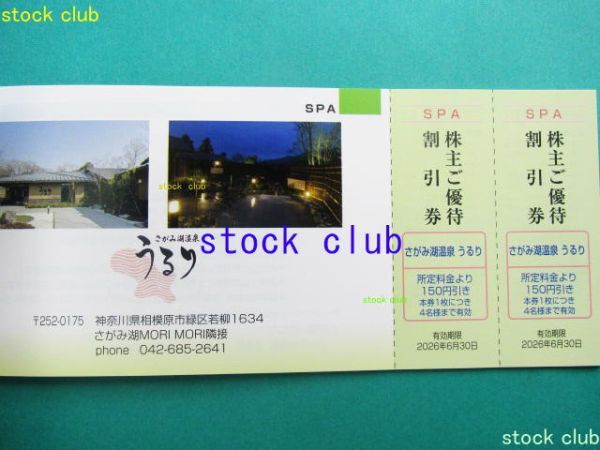 stock club
SPA
stock club
さがみ湖温泉
うるり
stock club
〒252-0175 神奈川県相模原市緑区若柳1634
さがみ湖MORI MORI隣接
phone 042-685-2641
SPA
株主ご優待
割引券
さがみ湖温泉 うるり
所定料金より
150円引き
本券1枚につき
4名様まで有効
有効期限
2026年6月30日
SPA
株主ご優待
割引券
さがみ湖温泉 うるり
所定料金より
150円引き
本券1枚につき
4名様まで有効
有効期限
2026年6月30日
stock club
stock club